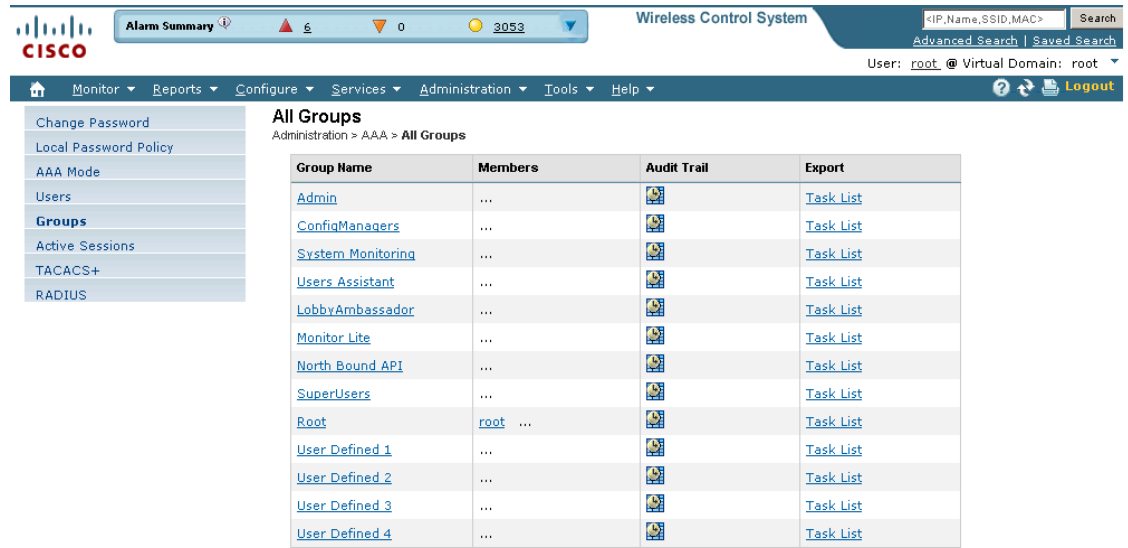 Alarm Summary 6 0 3053
Wireless Control System
<IP,Name,SSID,MAC> Search
Advanced Search | Saved Search
CISCO
User: root @ Virtual Domain: root
Monitor Reports Configure Services Administration Tools Help Logout
Change Password
Local Password Policy
AAA Mode
Users
Groups
Active Sessions
TACACS+
RADIUS
All Groups
Administration > AAA > All Groups
Group Name Members Audit Trail Export
Admin ... Task List
ConfigManagers ... Task List
System Monitoring ... Task List
Users Assistant ... Task List
LobbyAmbassador ... Task List
Monitor Lite ... Task List
North Bound API ... Task List
SuperUsers ... Task List
Root root ... Task List
User Defined 1 ... Task List
User Defined 2 ... Task List
User Defined 3 ... Task List
User Defined 4 ... Task List